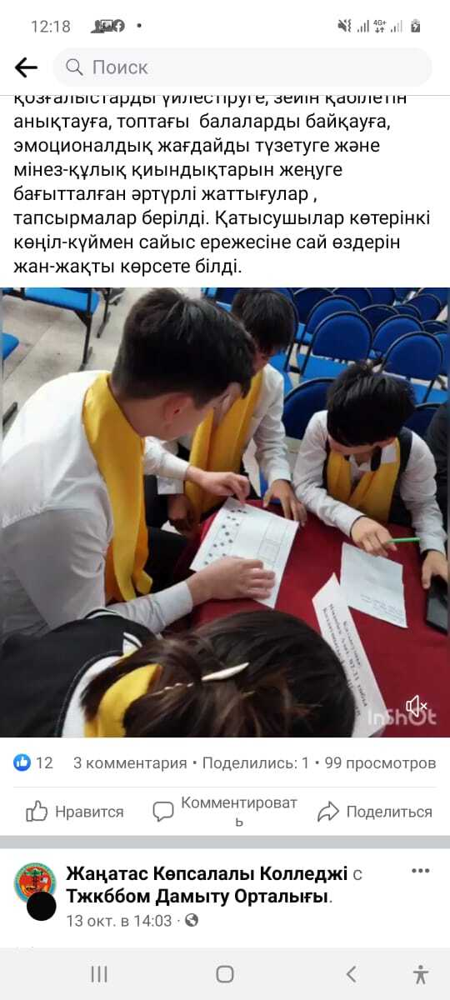 12:18
4G+
Поиск
қозғалыстарды үйлестіруге, зейін қабілетін
анықтауға, топтағы балаларды байқауға,
эмоционалдық жағдайды түзетуге және
мінез-құлық қиындықтарын жеңуге
бағытталған әртүрлі жаттығулар ,
тапсырмалар берілді. Қатысушылар көтерінкі
көңіл-күймен сайыс ережесіне сай өздерін
жан-жақты көрсете білді.
InShOt
12 3 комментария • Поделились: 1 • 99 просмотров
Нравится
Комментироват
ь
Поделиться
Жаңатас Көпсалалы Колледжі с
Тжкббом Дамыту Орталығы.
13 окт. в 14:03 ·